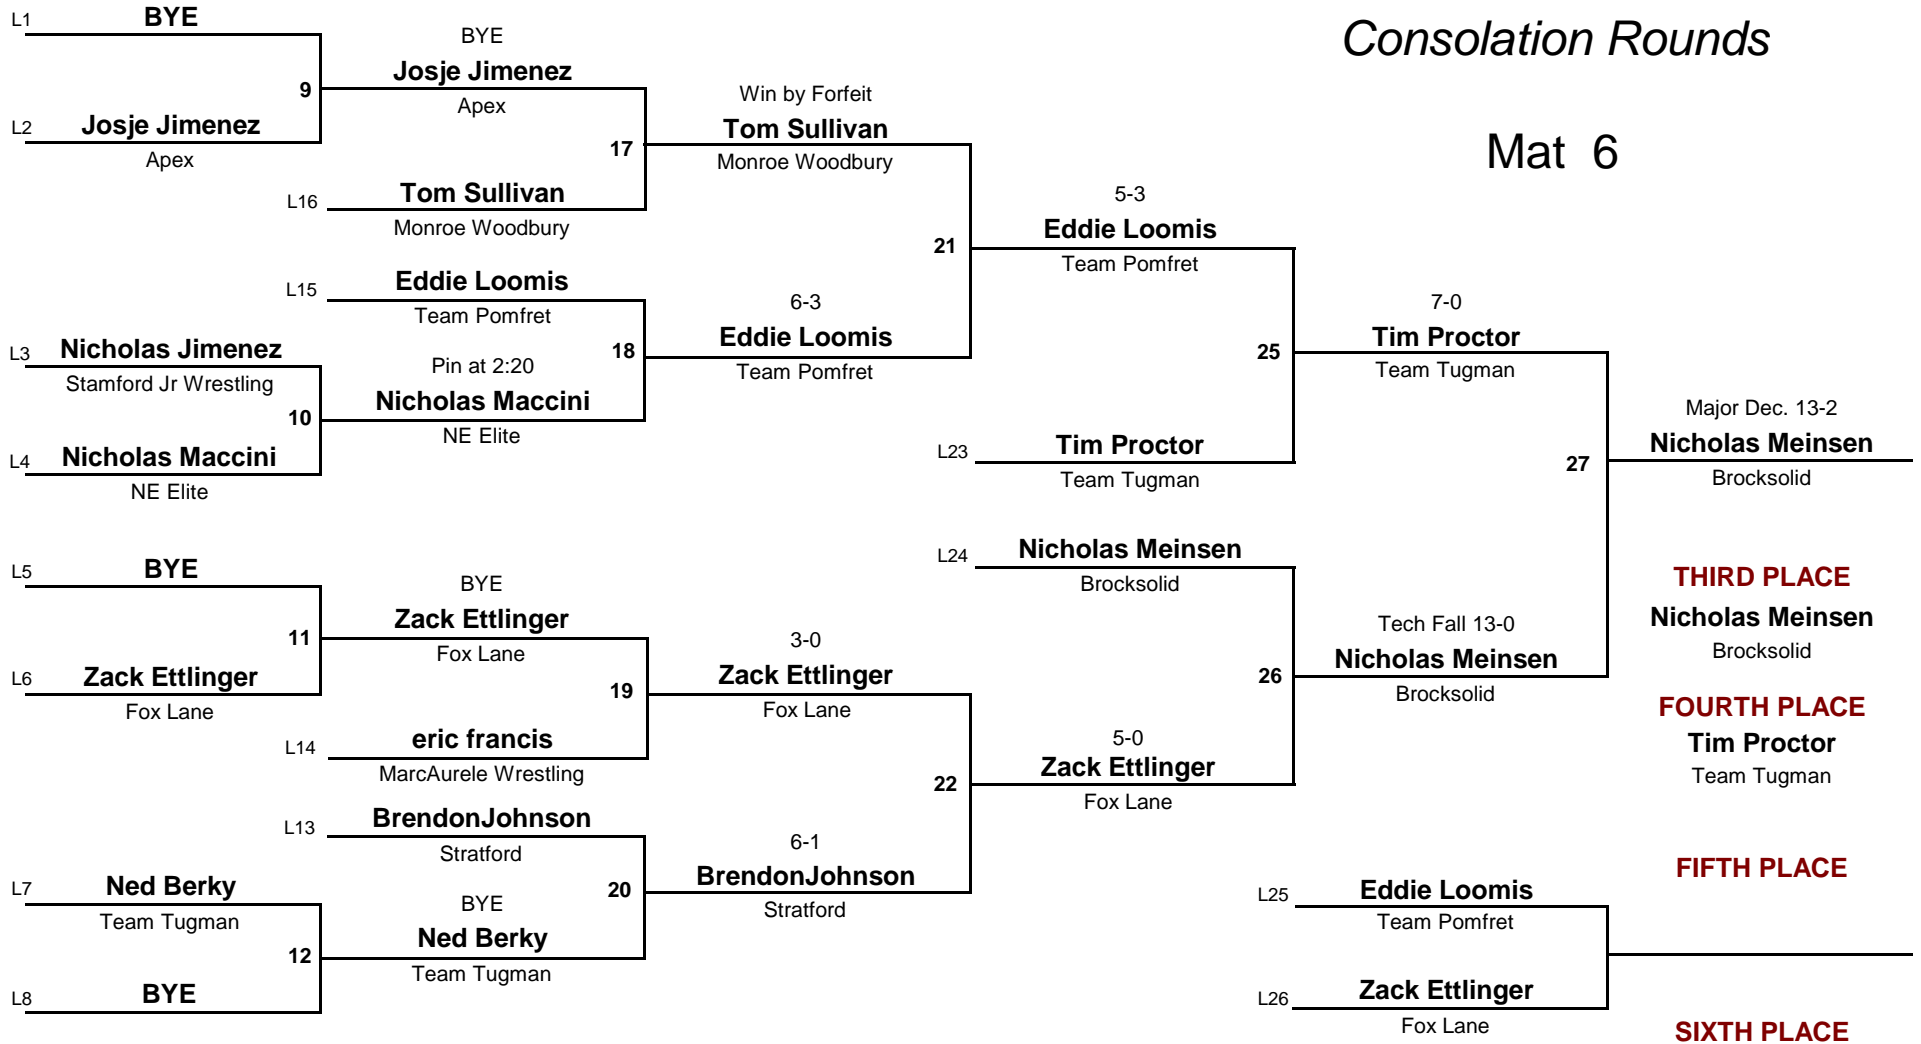 Consolation Rounds
Mat 6
L1
BYE
9
L2
Josje Jimenez
Apex
BYE
Josje Jimenez
Apex
17
L16
Tom Sullivan
Monroe Woodbury
Win by Forfeit
Tom Sullivan
Monroe Woodbury
21
L15
Eddie Loomis
Team Pomfret
L3
Nicholas Jimenez
Stamford Jr Wrestling
10
L4
Nicholas Maccini
NE Elite
Pin at 2:20
Nicholas Maccini
NE Elite
18
6-3
Eddie Loomis
Team Pomfret
5-3
Eddie Loomis
Team Pomfret
25
L23
Tim Proctor
Team Tugman
7-0
Tim Proctor
Team Tugman
27
Major Dec. 13-2
Nicholas Meinsen
Brocksolid
L5
BYE
11
L6
Zack Ettlinger
Fox Lane
BYE
Zack Ettlinger
Fox Lane
19
L14
eric francis
MarcAurele Wrestling
3-0
Zack Ettlinger
Fox Lane
22
L13
BrendonJohnson
Stratford
L7
Ned Berky
Team Tugman
12
L8
BYE
BYE
Ned Berky
Team Tugman
20
6-1
BrendonJohnson
Stratford
L24
Nicholas Meinsen
Brocksolid
26
5-0
Zack Ettlinger
Fox Lane
Tech Fall 13-0
Nicholas Meinsen
Brocksolid
THIRD PLACE
Nicholas Meinsen
Brocksolid
FOURTH PLACE
Tim Proctor
Team Tugman
FIFTH PLACE
L25
Eddie Loomis
Team Pomfret
L26
Zack Ettlinger
Fox Lane
SIXTH PLACE